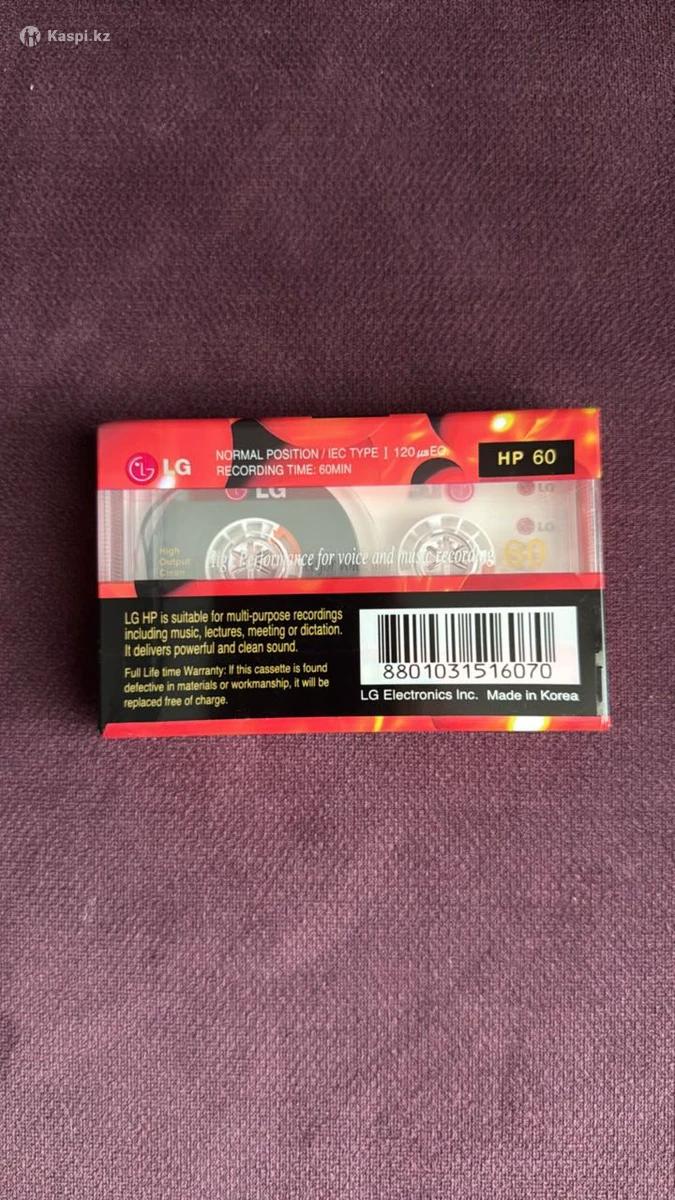 Kaspi.kz
LG
NORMAL POSITION / IEC TYPE I 120 µs EQ
RECORDING TIME: 60MIN
HP 60
LG
LG
LG
High
Output
Clean
High Performance for voice and music recording
60
LG HP is suitable for multi-purpose recordings
including music, lectures, meeting or dictation.
It delivers powerful and clean sound.
Full Life time Warranty: If this cassette is found
defective in materials or workmanship, it will be
replaced free of charge.
8801031516070
LG Electronics Inc. Made in Korea